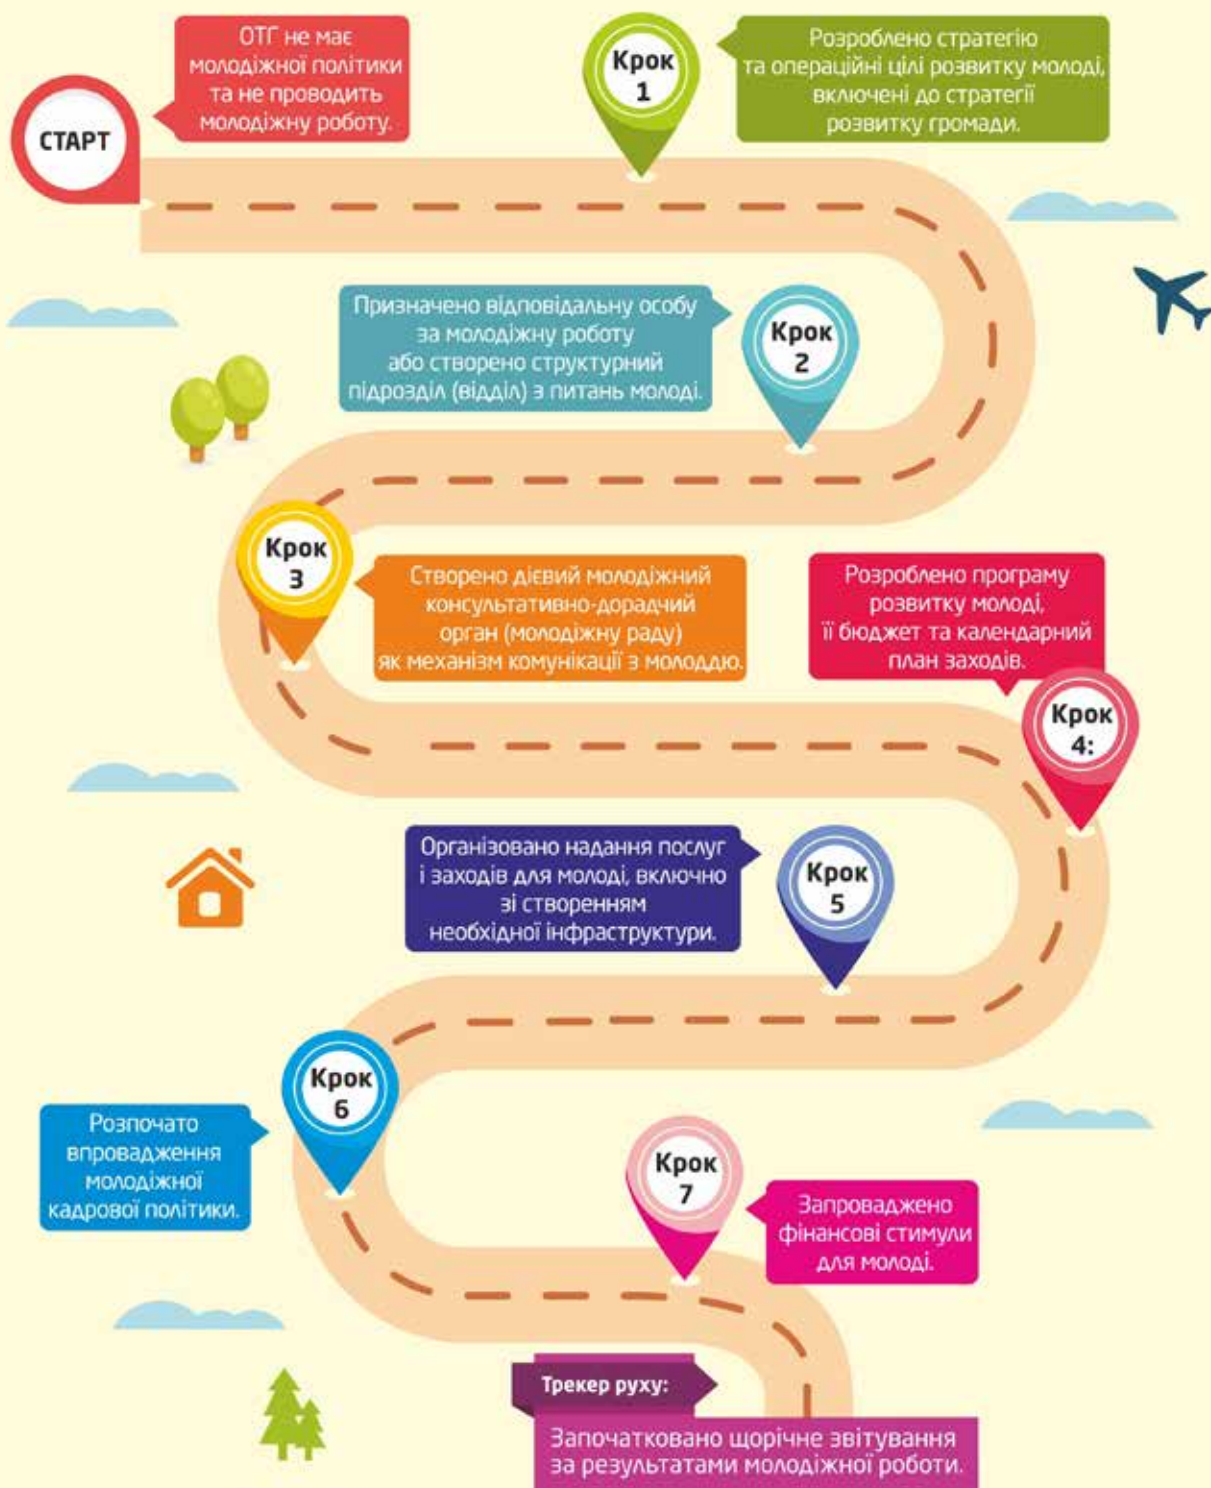 СТАРТ
ОТГ не має
молодіжної політики
та не проводить
молодіжну роботу.
Крок
1
Розроблено стратегію
та операційні цілі розвитку молоді,
включені до стратегії
розвитку громади.
Призначено відповідальну особу
за молодіжну роботу
або створено структурний
підрозділ (відділ) з питань молоді.
Крок
2
Крок
3
Створено дієвий молодіжний
консультативно-дорадчий
орган (молодіжну раду)
як механізм комунікації з молоддю.
Розроблено програму
розвитку молоді,
її бюджет та календарний
план заходів.
Крок
4:
Організовано надання послуг
і заходів для молоді, включно
зі створенням
необхідної інфраструктури.
Крок
5
Крок
6
Розпочато
впровадження
молодіжної
кадрової політики.
Крок
7
Запроваджено
фінансові стимули
для молоді.
Трекер руху:
Започатковано щорічне звітування
за результатами молодіжної роботи.